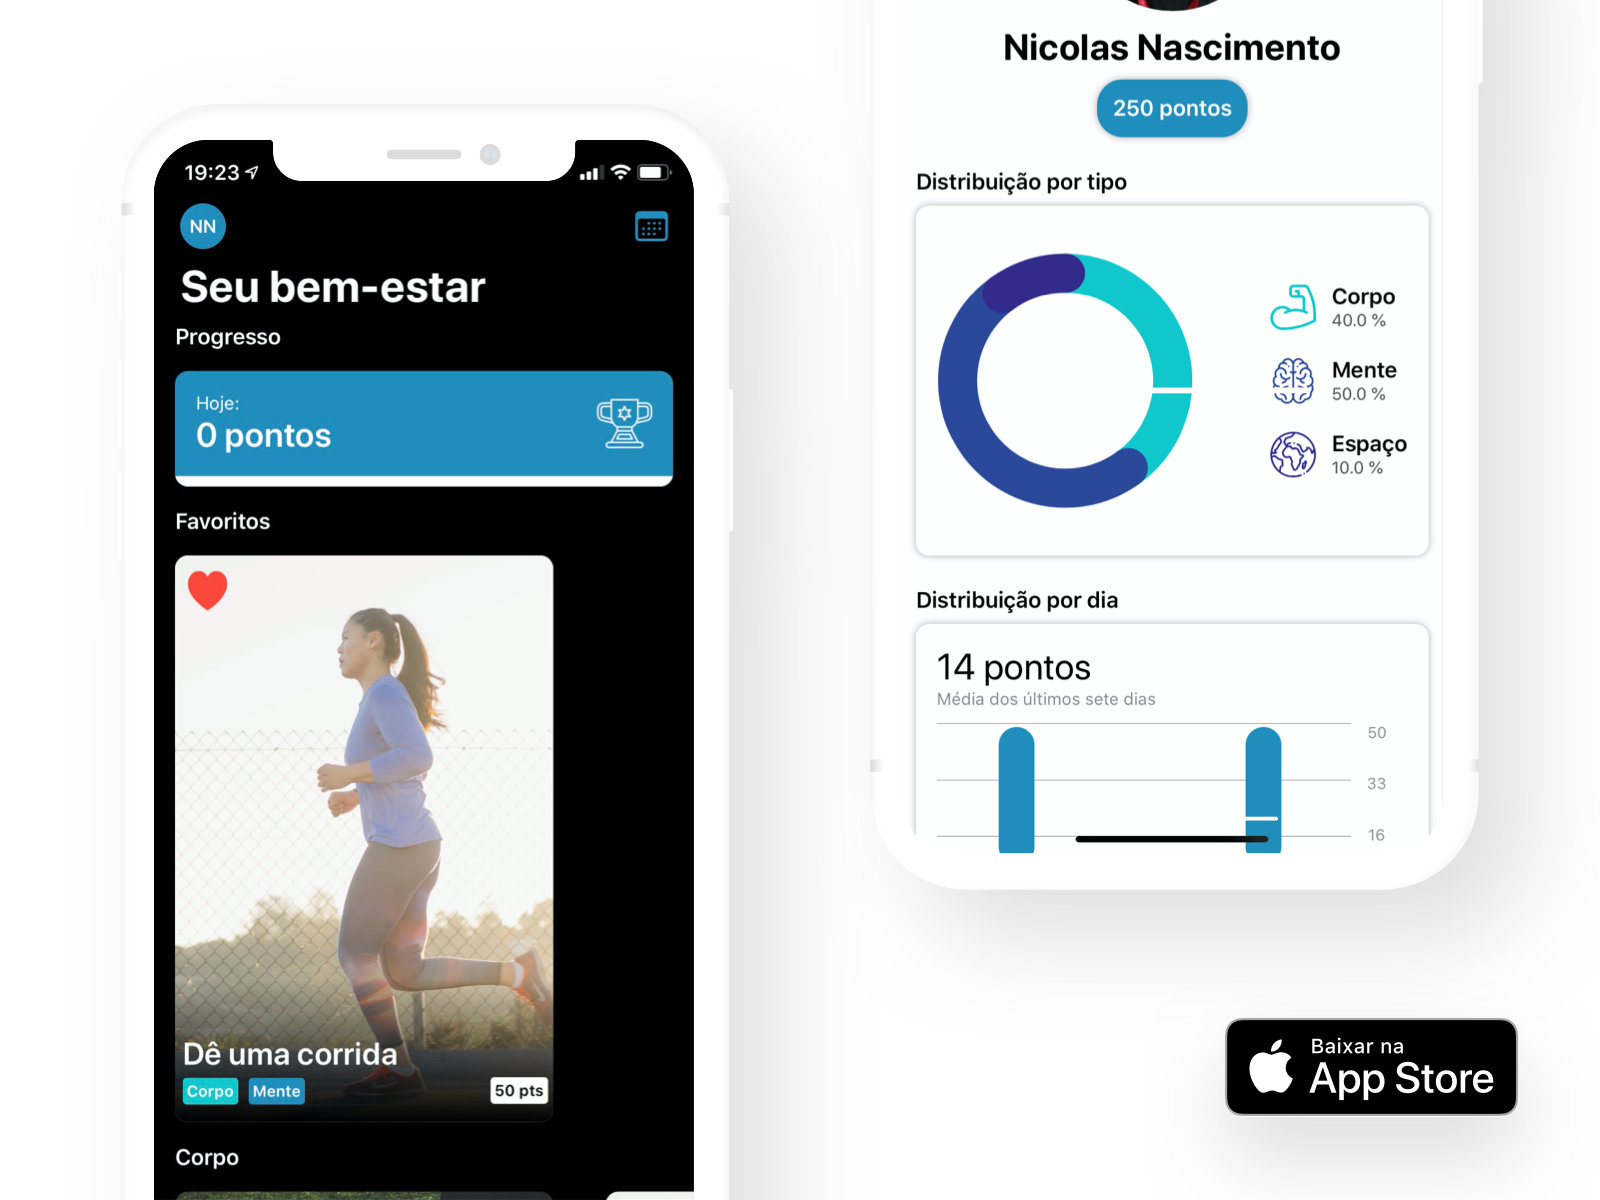 19:23
NN
Seu bem-estar
Progresso
Hoje:
0 pontos
Favoritos
Dê uma corrida
Corpo Mente 50 pts
Corpo
Nicolas Nascimento
250 pontos
Distribuição por tipo
Corpo
40.0 %
Mente
50.0 %
Espaço
10.0 %
Distribuição por dia
14 pontos
Média dos últimos sete dias
50
33
16
Baixar na
App Store